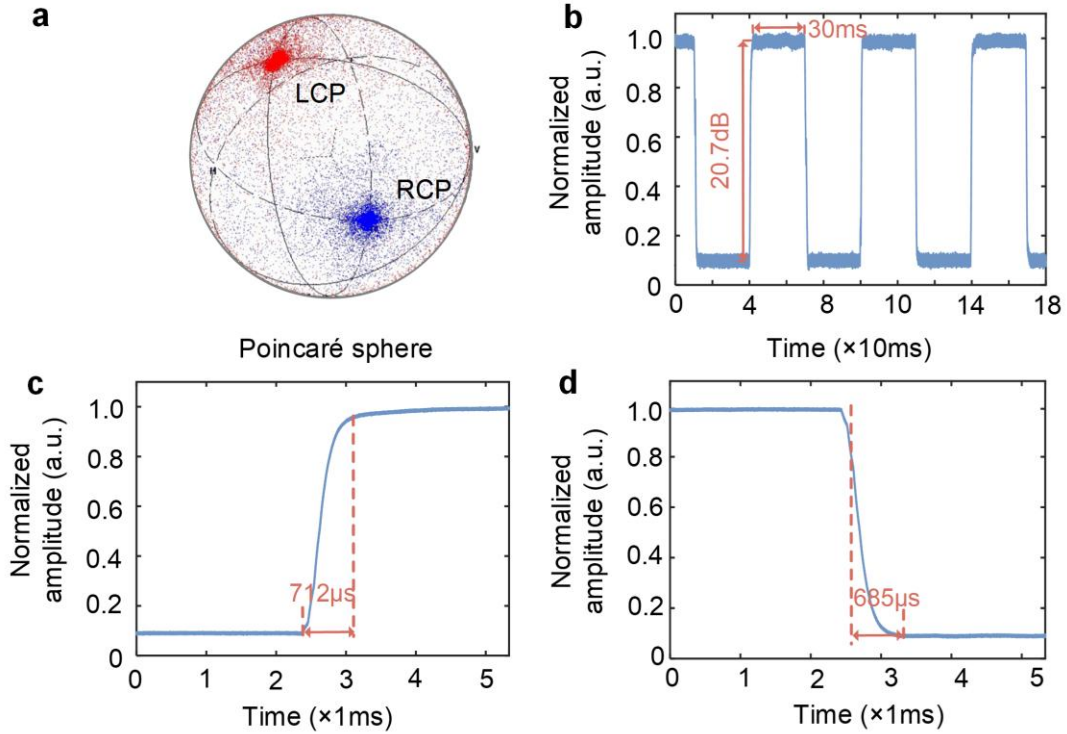 a
LCP
RCP
H
V
Poincaré sphere
b
Normalized
amplitude (a.u.)
1.0
0.8
0.6
0.4
0.2
0
30ms
20.7dB
0 4 8 10 14 18
Time (×10ms)
c
Normalized
amplitude (a.u.)
1.0
0.8
0.6
0.4
0.2
0
712μs
0 1 2 3 4 5
Time (×1ms)
d
Normalized
amplitude (a.u.)
1.0
0.8
0.6
0.4
0.2
0
685μs
0 1 2 3 4 5
Time (×1ms)